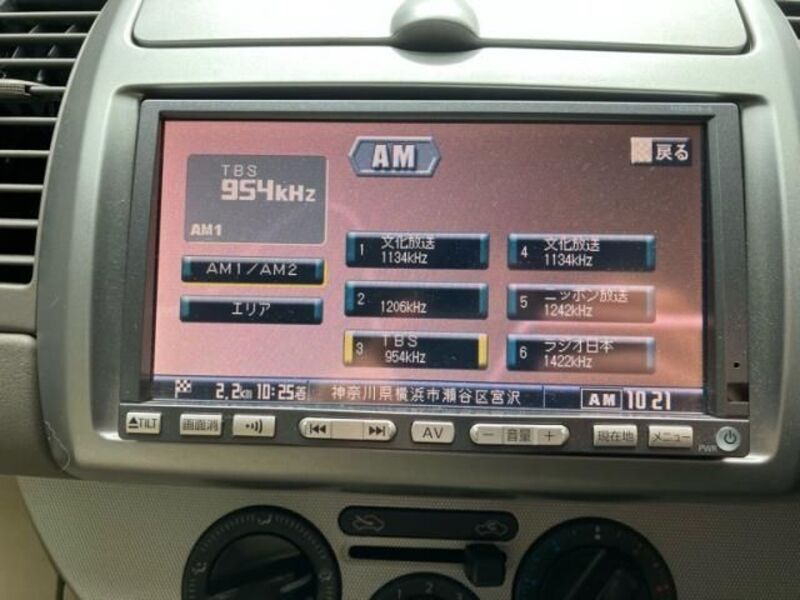 AM
戻る
TBS
954kHz
AM1
AM1/AM2
エリア
1 文化放送
1134kHz
2 1206kHz
3 TBS
954kHz
4 文化放送
1134kHz
5 ニッポン放送
1242kHz
6 ラジオ日本
1422kHz
2.2km 10:25着 神奈川県横浜市瀬谷区宮沢 AM 10 21
TILT 画面消 AV － 音量 ＋ 現在地 メニュー PWR
1 2 3